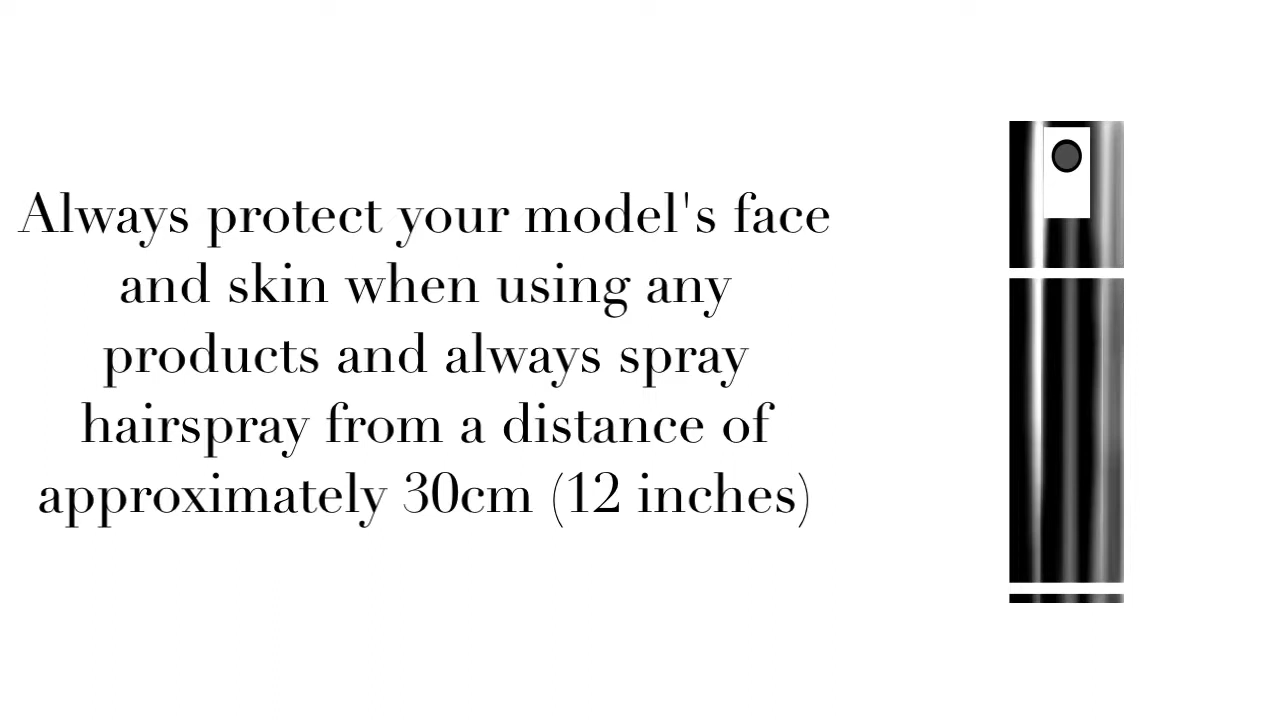 Always protect your model's face
and skin when using any
products and always spray
hairspray from a distance of
approximately 30cm (12 inches)